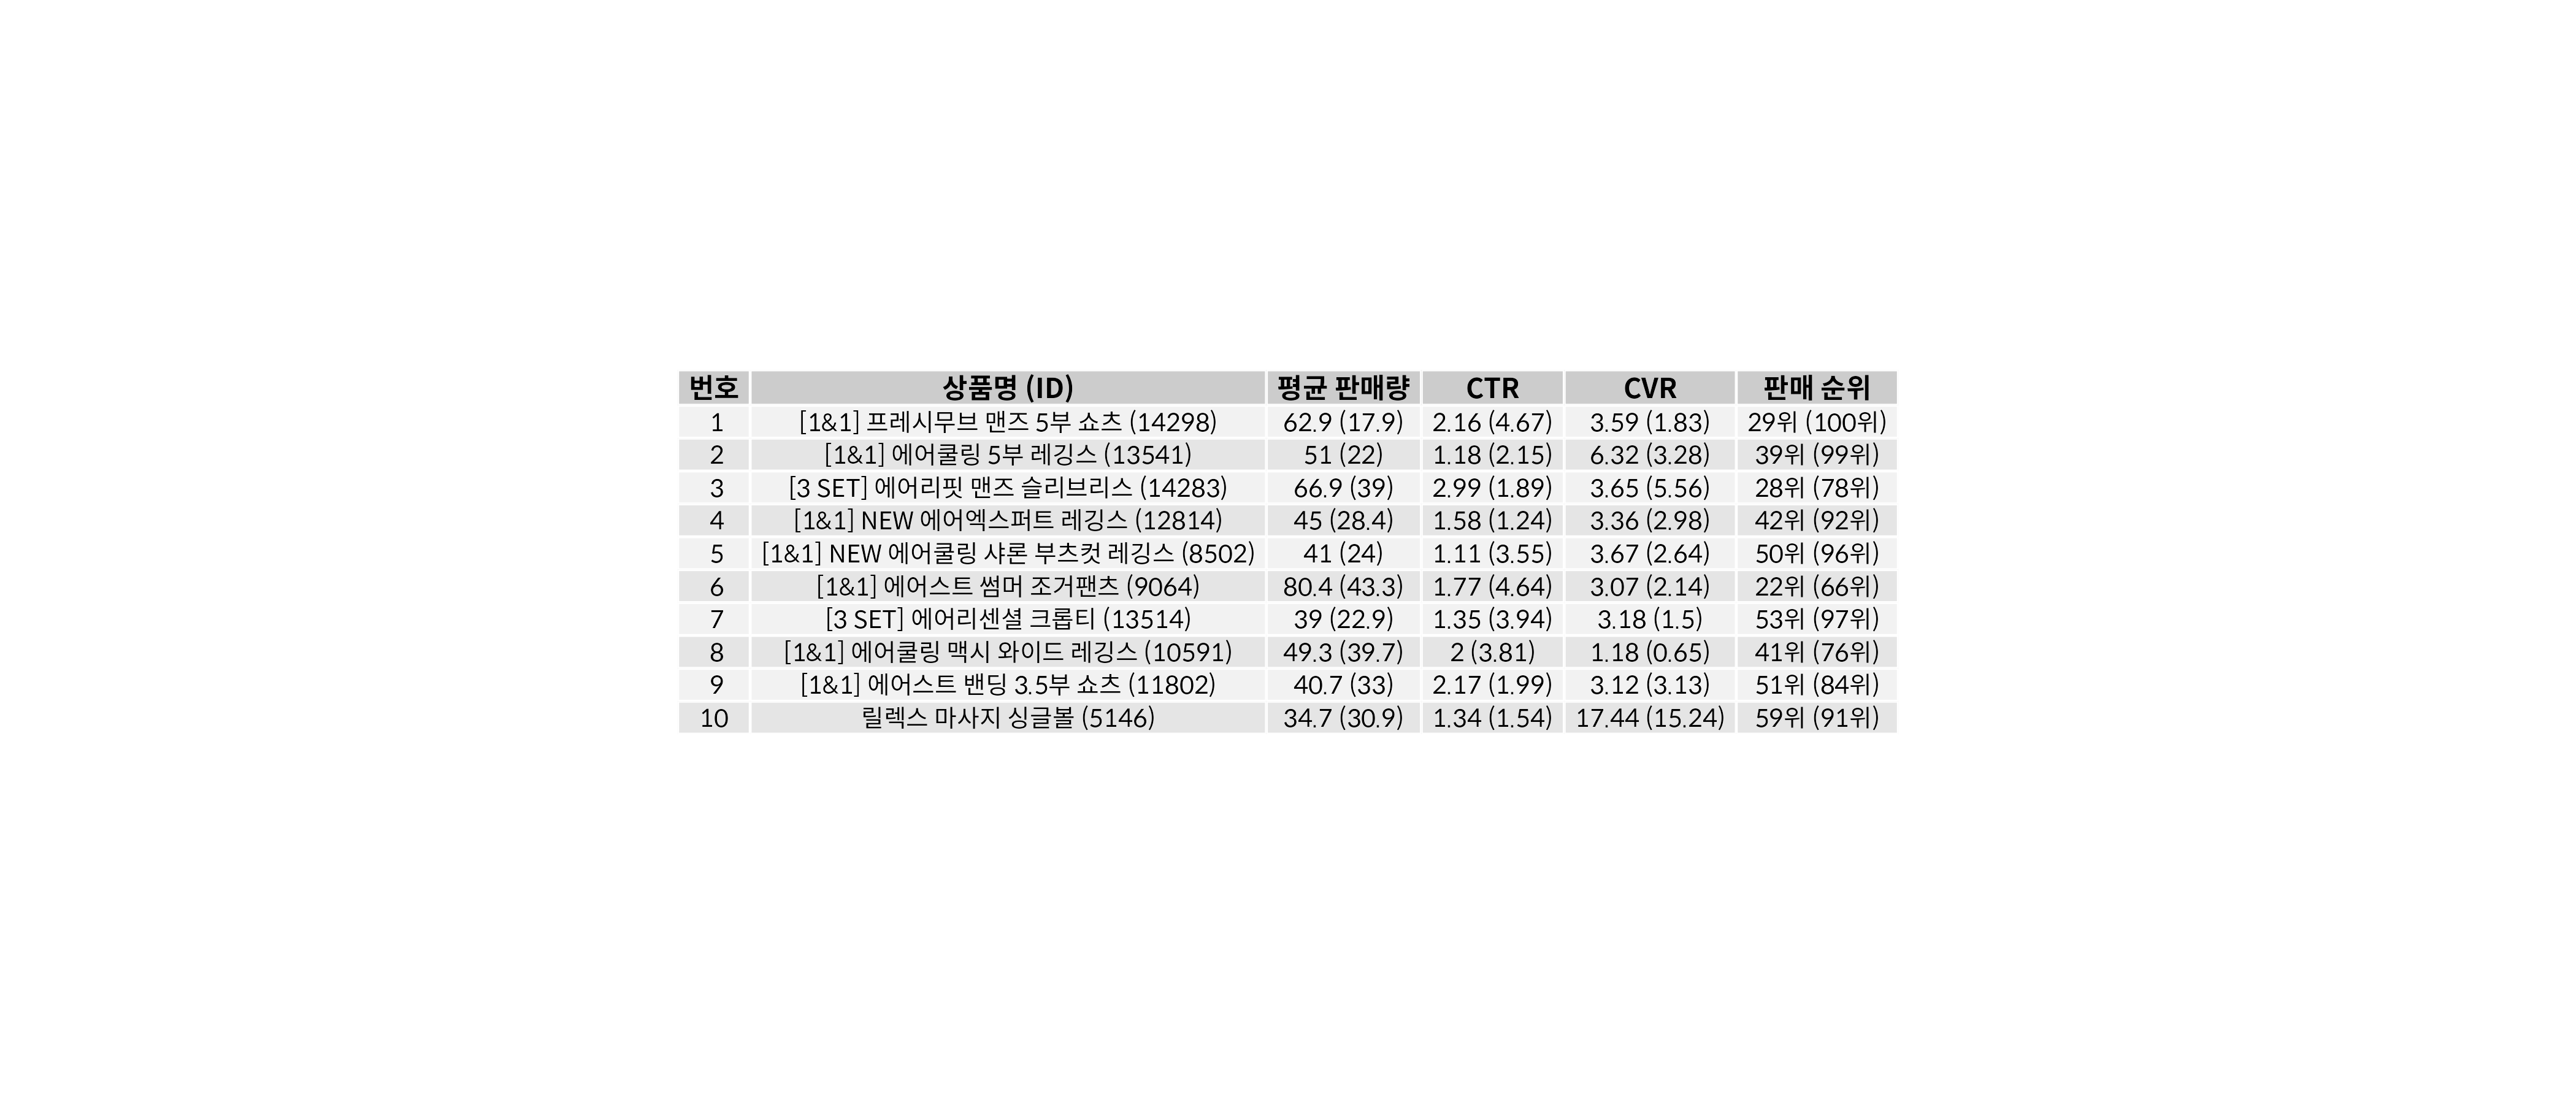 번호 상품명 (ID) 평균 판매량 CTR CVR 판매 순위
1 [1&1] 프레시무브 맨즈 5부 쇼츠 (14298) 62.9 (17.9) 2.16 (4.67) 3.59 (1.83) 29위 (100위)
2 [1&1] 에어쿨링 5부 레깅스 (13541) 51 (22) 1.18 (2.15) 6.32 (3.28) 39위 (99위)
3 [3 SET] 에어리핏 맨즈 슬리브리스 (14283) 66.9 (39) 2.99 (1.89) 3.65 (5.56) 28위 (78위)
4 [1&1] NEW 에어엑스퍼트 레깅스 (12814) 45 (28.4) 1.58 (1.24) 3.36 (2.98) 42위 (92위)
5 [1&1] NEW 에어쿨링 샤론 부츠컷 레깅스 (8502) 41 (24) 1.11 (3.55) 3.67 (2.64) 50위 (96위)
6 [1&1] 에어스트 썸머 조거팬츠 (9064) 80.4 (43.3) 1.77 (4.64) 3.07 (2.14) 22위 (66위)
7 [3 SET] 에어리센셜 크롭티 (13514) 39 (22.9) 1.35 (3.94) 3.18 (1.5) 53위 (97위)
8 [1&1] 에어쿨링 맥시 와이드 레깅스 (10591) 49.3 (39.7) 2 (3.81) 1.18 (0.65) 41위 (76위)
9 [1&1] 에어스트 밴딩 3.5부 쇼츠 (11802) 40.7 (33) 2.17 (1.99) 3.12 (3.13) 51위 (84위)
10 릴렉스 마사지 싱글볼 (5146) 34.7 (30.9) 1.34 (1.54) 17.44 (15.24) 59위 (91위)